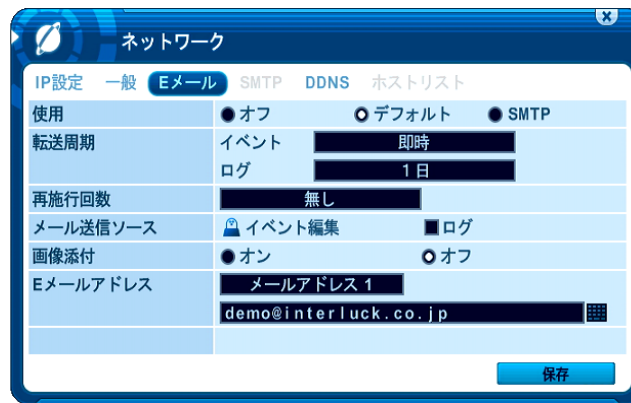 ネットワーク
IP設定 一般 Eメール SMTP DDNS ホストリスト
使用 オフ デフォルト SMTP
転送周期 イベント 即時
ログ 1日
再施行回数 無し
メール送信ソース イベント編集 ログ
画像添付 オン オフ
Eメールアドレス メールアドレス 1
demo@interluck.co.jp
保存